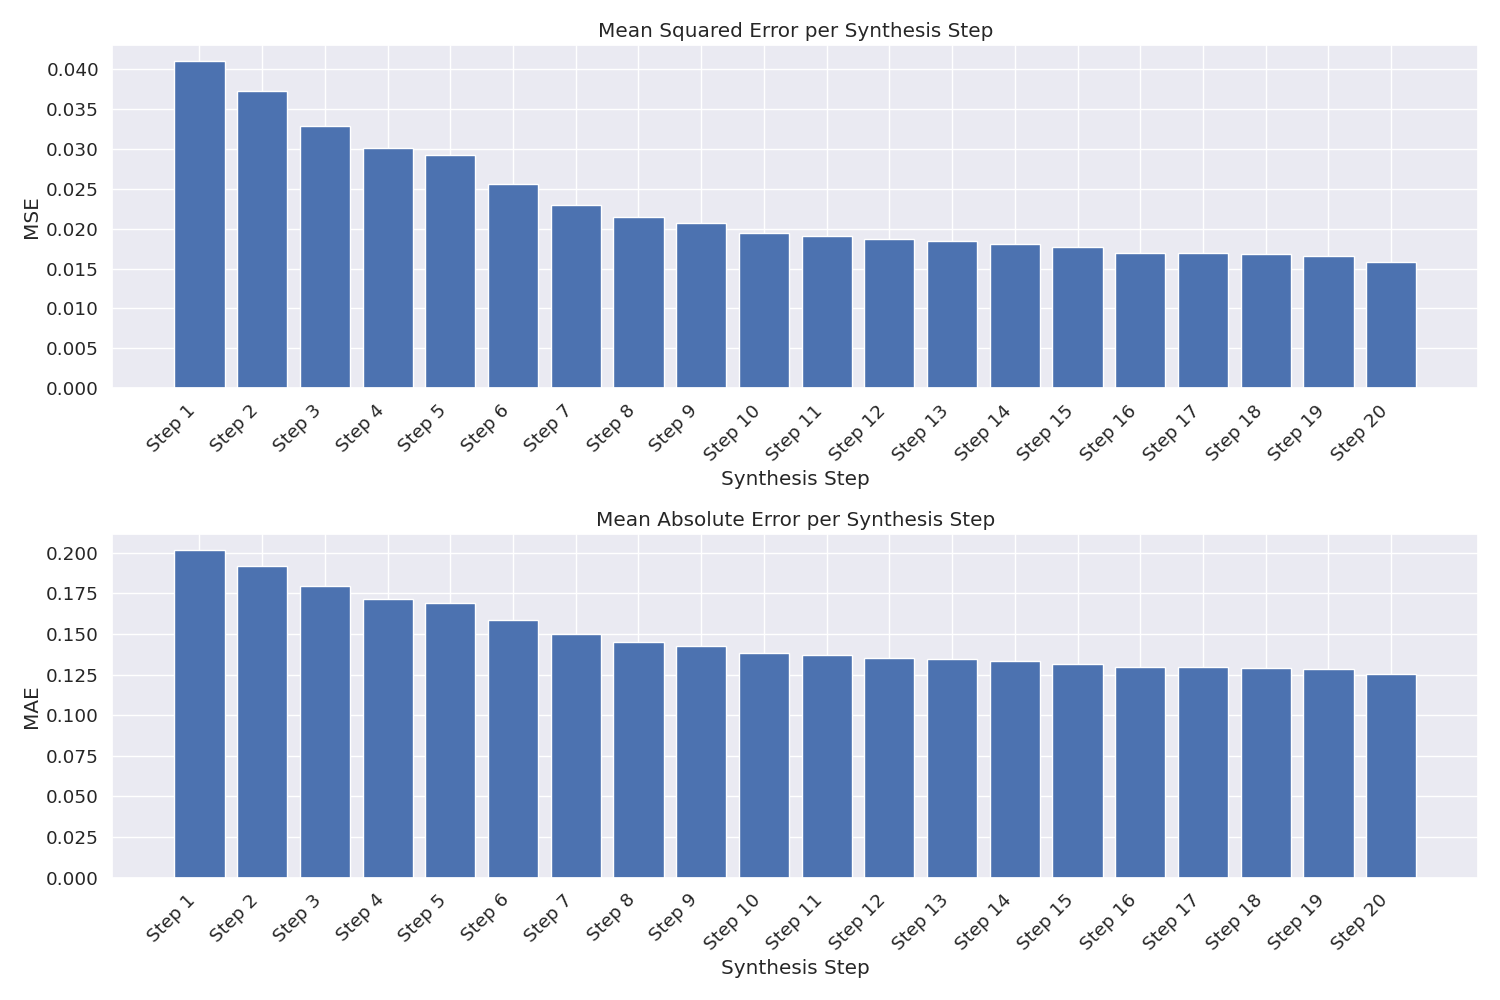 Mean Squared Error per Synthesis Step
0.040
0.035
0.030
0.025
0.020
0.015
0.010
0.005
0.000
MSE
Step 1
Step 2
Step 3
Step 4
Step 5
Step 6
Step 7
Step 8
Step 9
Step 10
Step 11
Step 12
Step 13
Step 14
Step 15
Step 16
Step 17
Step 18
Step 19
Step 20
Synthesis Step
Mean Absolute Error per Synthesis Step
0.200
0.175
0.150
0.125
0.100
0.075
0.050
0.025
0.000
MAE
Step 1
Step 2
Step 3
Step 4
Step 5
Step 6
Step 7
Step 8
Step 9
Step 10
Step 11
Step 12
Step 13
Step 14
Step 15
Step 16
Step 17
Step 18
Step 19
Step 20
Synthesis Step